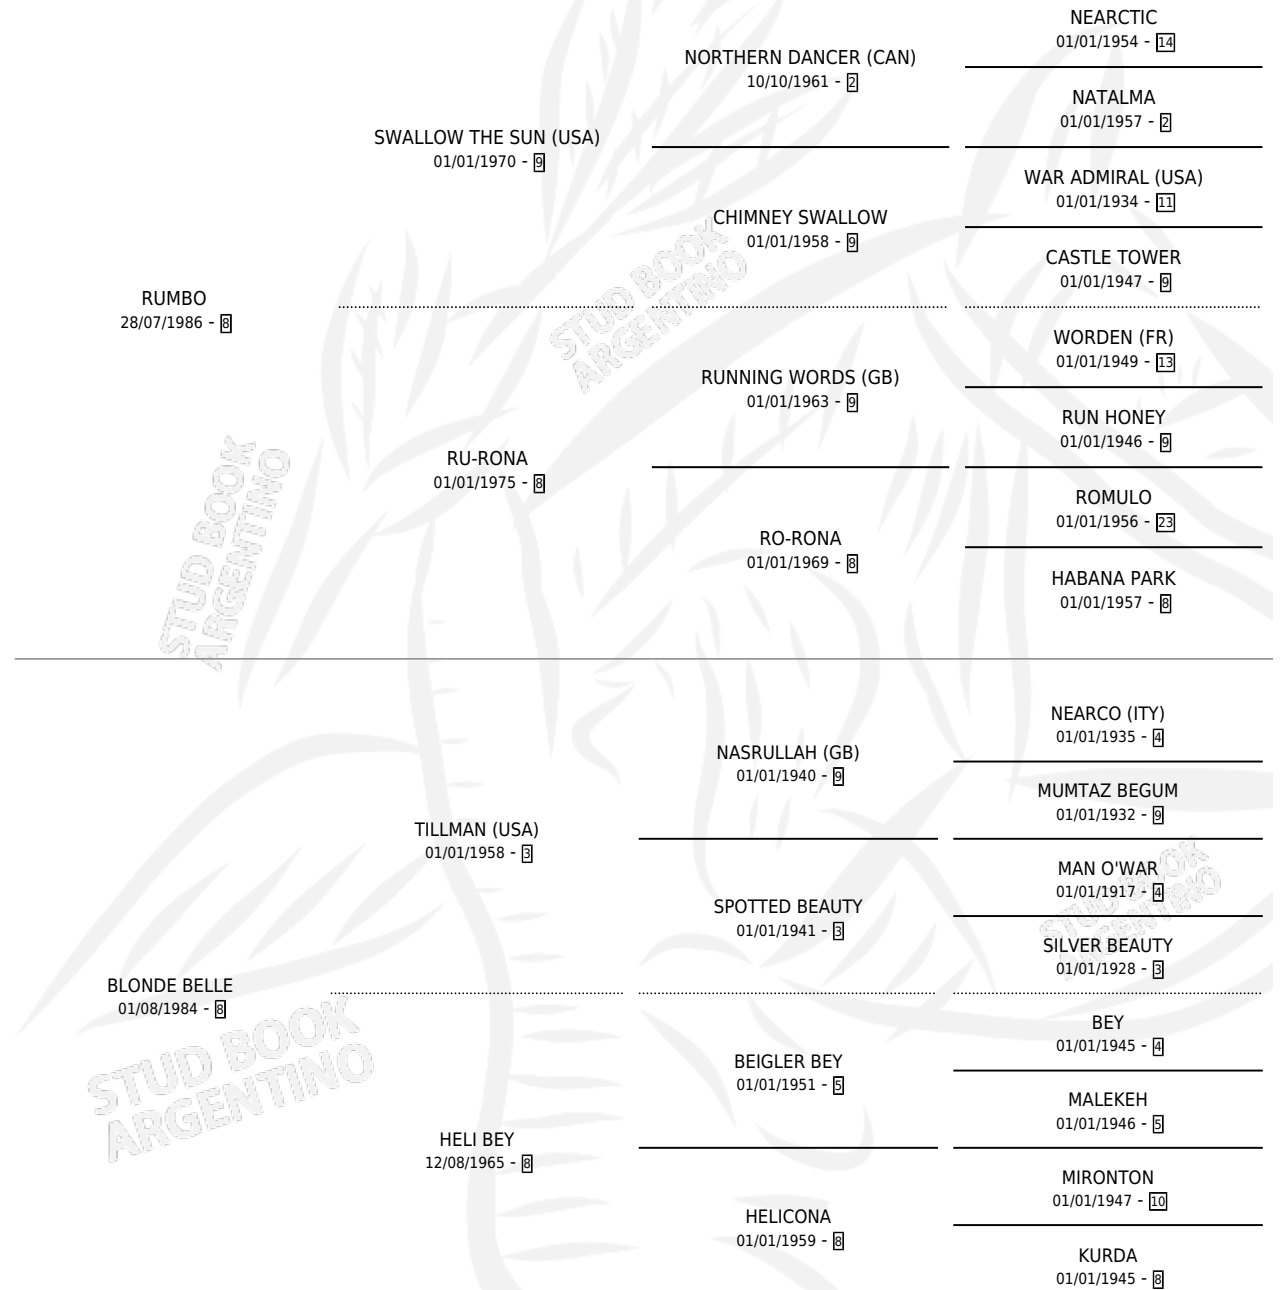 NEARCTIC
01/01/1954 - 14
NORTHERN DANCER (CAN)
10/10/1961 - 2
NATALMA
01/01/1957 - 2
SWALLOW THE SUN (USA)
01/01/1970 - 9
WAR ADMIRAL (USA)
01/01/1934 - 11
CHIMNEY SWALLOW
01/01/1958 - 9
CASTLE TOWER
01/01/1947 - 9
RUMBO
28/07/1986 - 8
WORDEN (FR)
01/01/1949 - 13
RUNNING WORDS (GB)
01/01/1963 - 9
RUN HONEY
01/01/1946 - 9
RU-RONA
01/01/1975 - 8
ROMULO
01/01/1956 - 23
RO-RONA
01/01/1969 - 8
HABANA PARK
01/01/1957 - 8
NEARCO (ITY)
01/01/1935 - 4
NASRULLAH (GB)
01/01/1940 - 9
MUMTAZ BEGUM
01/01/1932 - 9
TILLMAN (USA)
01/01/1958 - 3
MAN O'WAR
01/01/1917 - 4
SPOTTED BEAUTY
01/01/1941 - 3
SILVER BEAUTY
01/01/1928 - 3
BLONDE BELLE
01/08/1984 - 8
BEY
01/01/1945 - 4
BEIGLER BEY
01/01/1951 - 5
MALEKEH
01/01/1946 - 5
HELI BEY
12/08/1965 - 8
MIRONTON
01/01/1947 - 10
HELICONA
01/01/1959 - 8
KURDA
01/01/1945 - 8
STUD BOOK
ARGENTINO
STUD BOOK
ARGENTINO
STUD BOOK
ARGENTINO
STUD BOOK
ARGENTINO